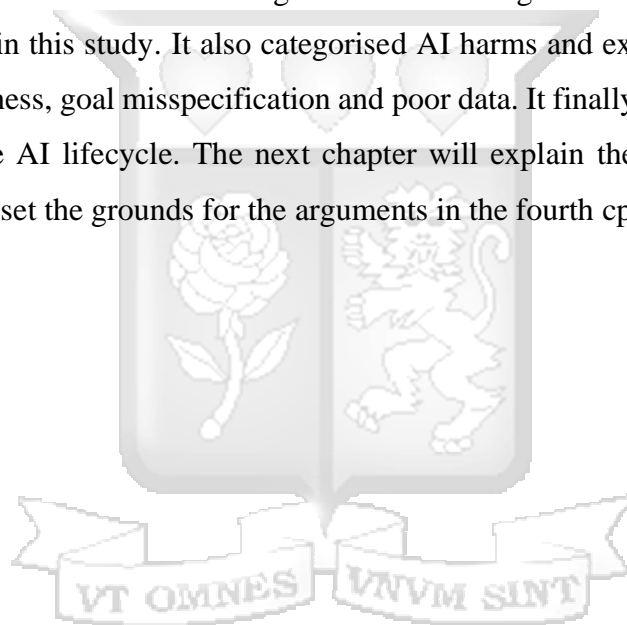 in this study. It also categorised AI harms and ex
ness, goal misspecification and poor data. It finally
e AI lifecycle. The next chapter will explain the
set the grounds for the arguments in the fourth cp
VT OMNES VNVM SINT